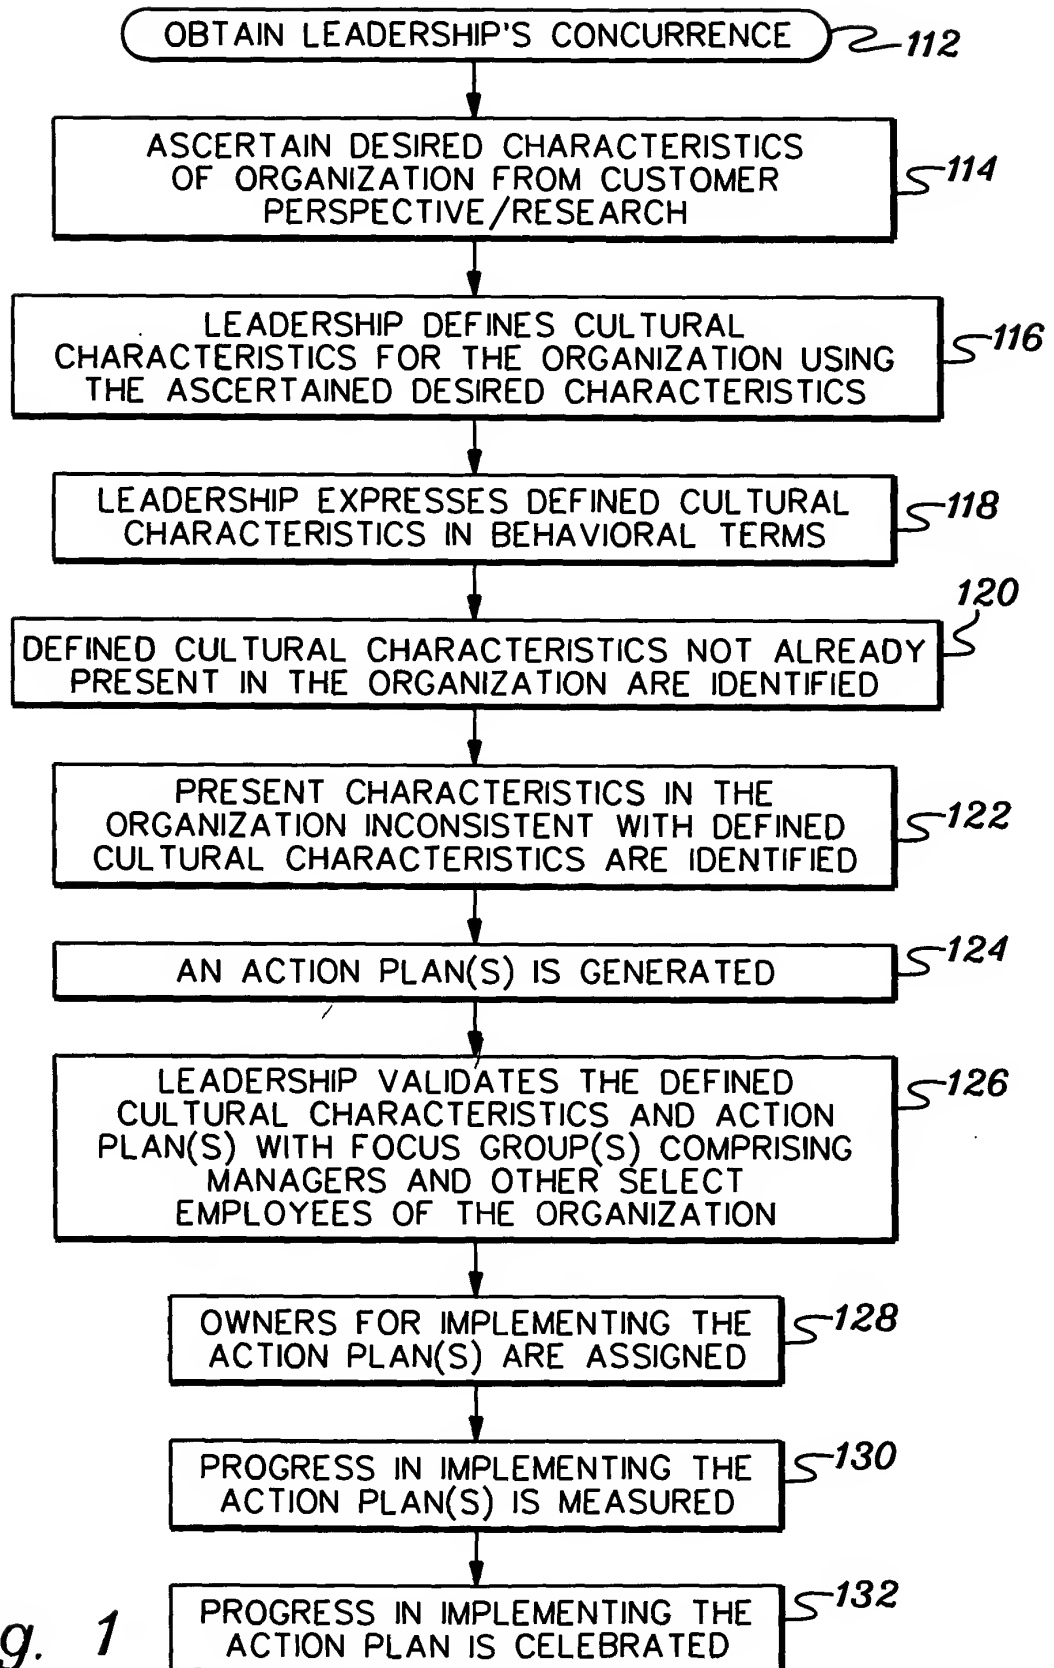 OBTAIN LEADERSHIP'S CONCURRENCE
112
ASCERTAIN DESIRED CHARACTERISTICS
OF ORGANIZATION FROM CUSTOMER
PERSPECTIVE/RESEARCH
114
LEADERSHIP DEFINES CULTURAL
CHARACTERISTICS FOR THE ORGANIZATION USING
THE ASCERTAINED DESIRED CHARACTERISTICS
116
LEADERSHIP EXPRESSES DEFINED CULTURAL
CHARACTERISTICS IN BEHAVIORAL TERMS
118
120
DEFINED CULTURAL CHARACTERISTICS NOT ALREADY
PRESENT IN THE ORGANIZATION ARE IDENTIFIED
PRESENT CHARACTERISTICS IN THE
ORGANIZATION INCONSISTENT WITH DEFINED
CULTURAL CHARACTERISTICS ARE IDENTIFIED
122
AN ACTION PLAN(S) IS GENERATED
124
LEADERSHIP VALIDATES THE DEFINED
CULTURAL CHARACTERISTICS AND ACTION
PLAN(S) WITH FOCUS GROUP(S) COMPRISING
MANAGERS AND OTHER SELECT
EMPLOYEES OF THE ORGANIZATION
126
OWNERS FOR IMPLEMENTING THE
ACTION PLAN(S) ARE ASSIGNED
128
PROGRESS IN IMPLEMENTING THE
ACTION PLAN(S) IS MEASURED
130
PROGRESS IN IMPLEMENTING THE
ACTION PLAN IS CELEBRATED
132
g. 1